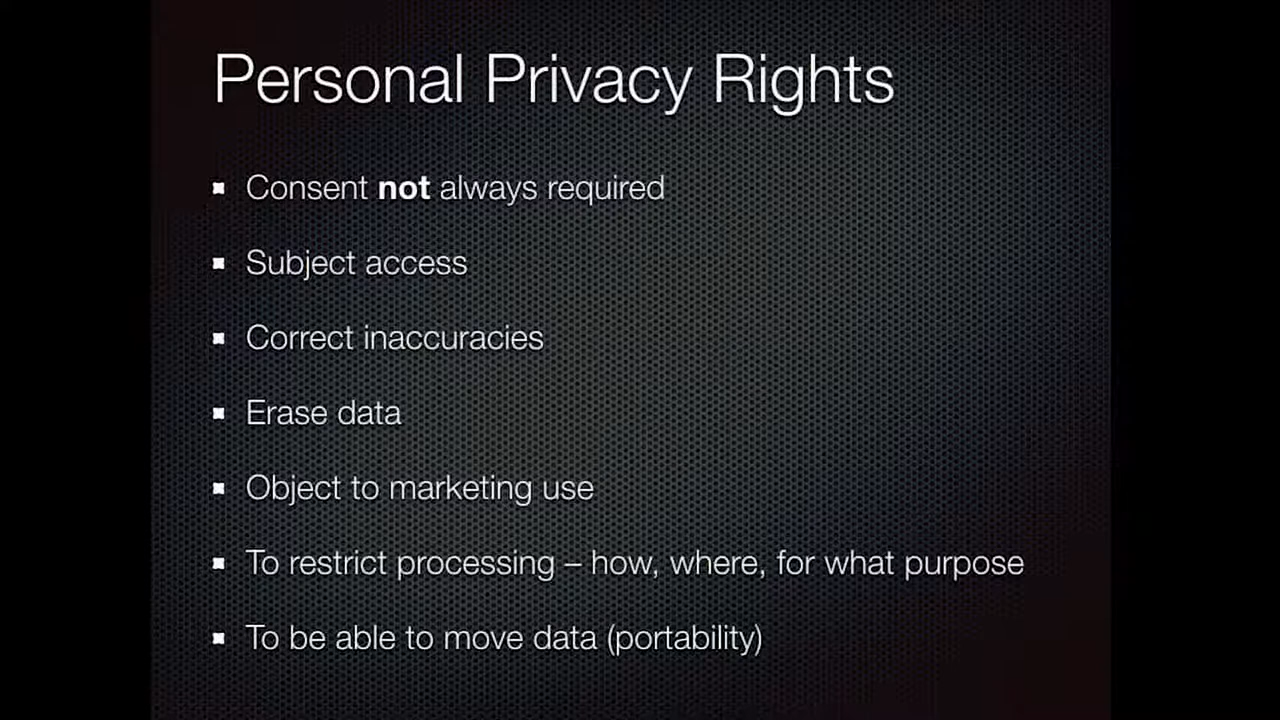 Personal Privacy Rights
Consent not always required
Subject access
Correct inaccuracies
Erase data
Object to marketing use
To restrict processing – how, where, for what purpose
To be able to move data (portability)